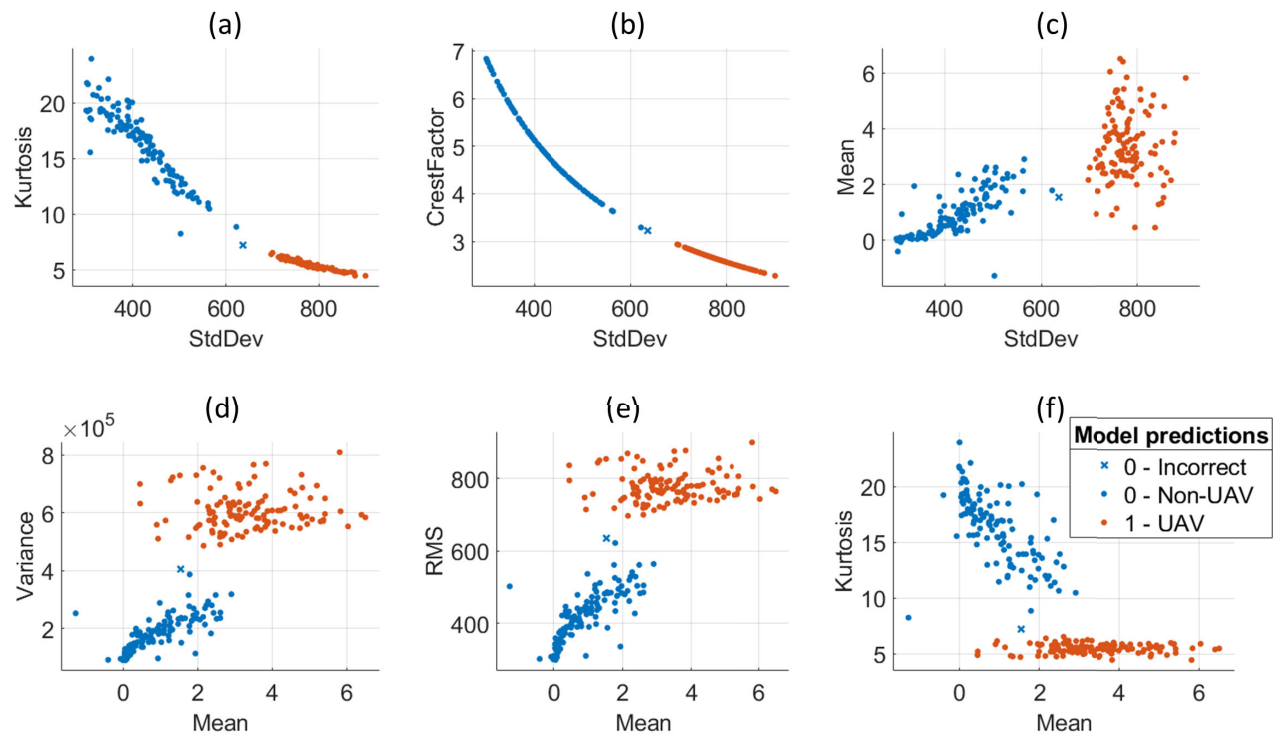 (a)
Kurtosis
20
15
10
5
400 600 800
StdDev
(b)
CrestFactor
7
6
5
4
3
400 600 800
StdDev
(c)
Mean
6
4
2
0
400 600 800
StdDev
(d)
×10⁵
Variance
8
6
4
2
0 2 4 6
Mean
(e)
RMS
800
600
400
0 2 4 6
Mean
(f)
Kurtosis
20
15
10
5
0 2 4 6
Mean
Model predictions
0 - Incorrect
0 - Non-UAV
1 - UAV